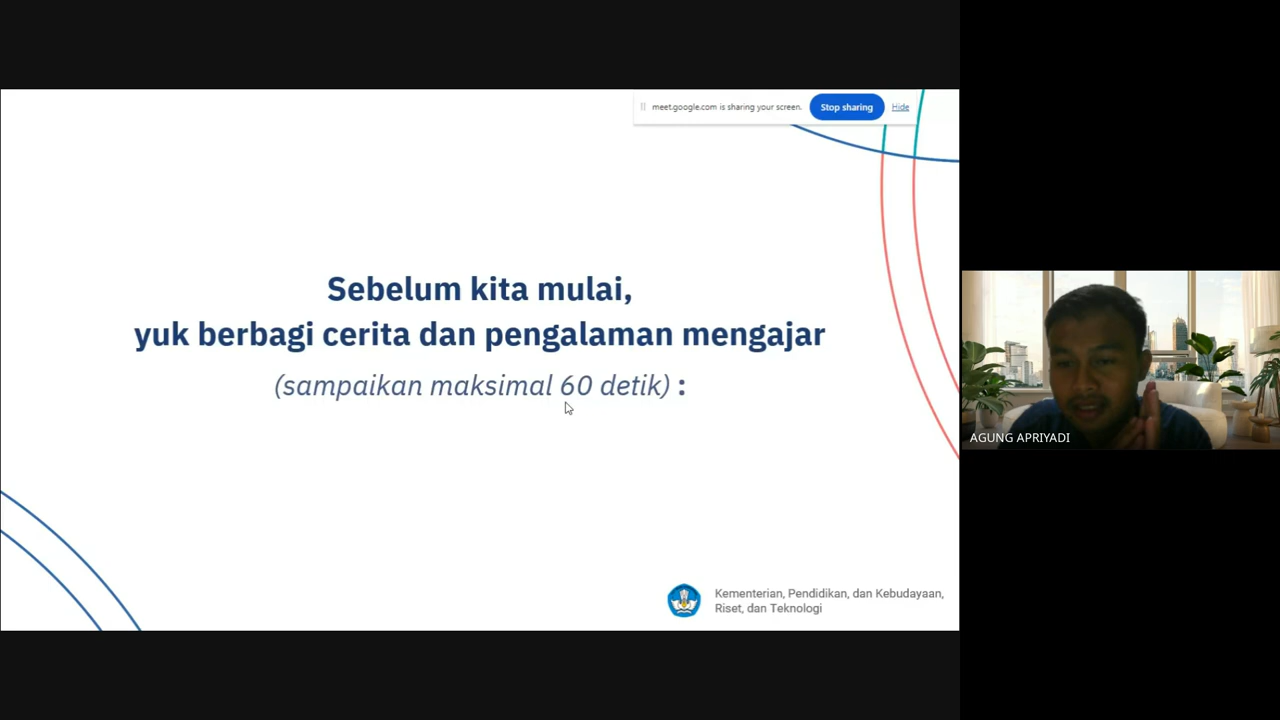 meet.google.com is sharing your screen.
Stop sharing
Hide
Sebelum kita mulai,
yuk berbagi cerita dan pengalaman mengajar
(sampaikan maksimal 60 detik) :
AGUNG APRIYADI
Kementerian, Pendidikan, dan Kebudayaan,
Riset, dan Teknologi